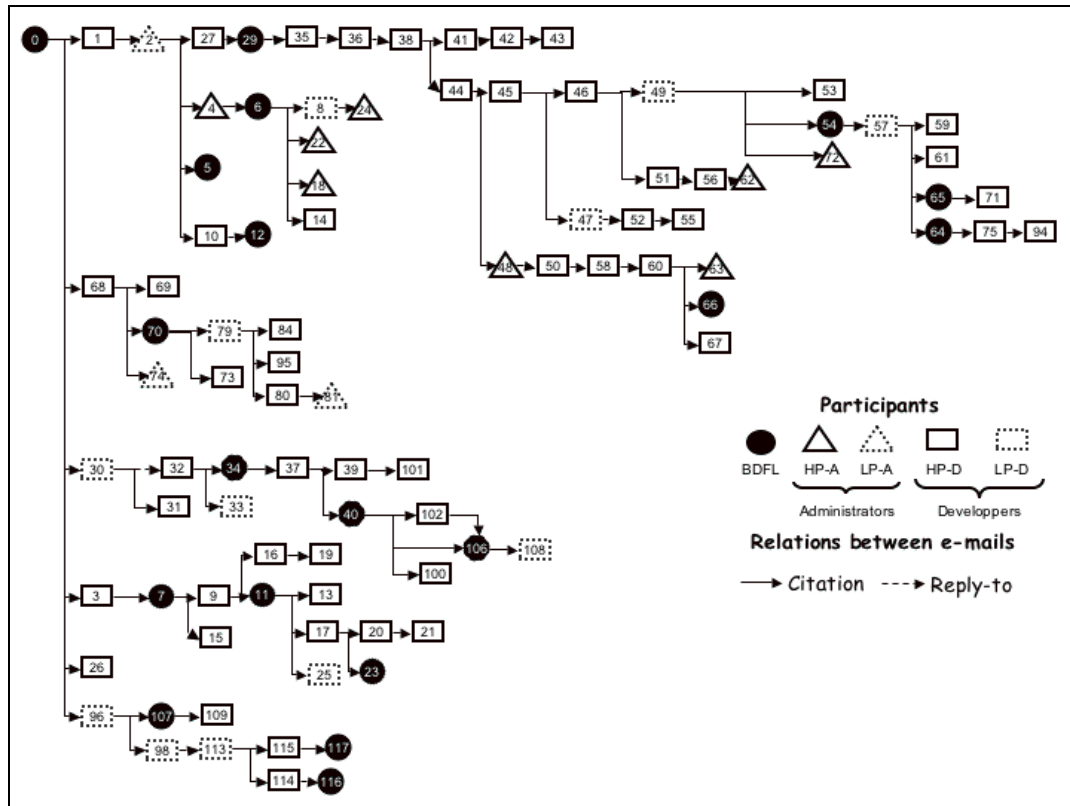 0 1 2 27 29 35 36 38 41 42 43
44 45 46 49 53
4 6 8 24
54 57 59
22
72 61
5
18 51 56 62
65 71
14
47 52 55
10 12
64 75 94
48 50 58 60 63
68 69
66
70 79 84
67
95
74 73
80 81
Participants
BDFL HP-A LP-A HP-D LP-D
Administrators Developpers
30 32 34 37 39 101
31 33
40 102
Relations between e-mails
106 108
16 19
100
Citation Reply-to
3 7 9 11 13
15 17 20 21
26 25 23
96 107 109
98 113 115 117
114 116